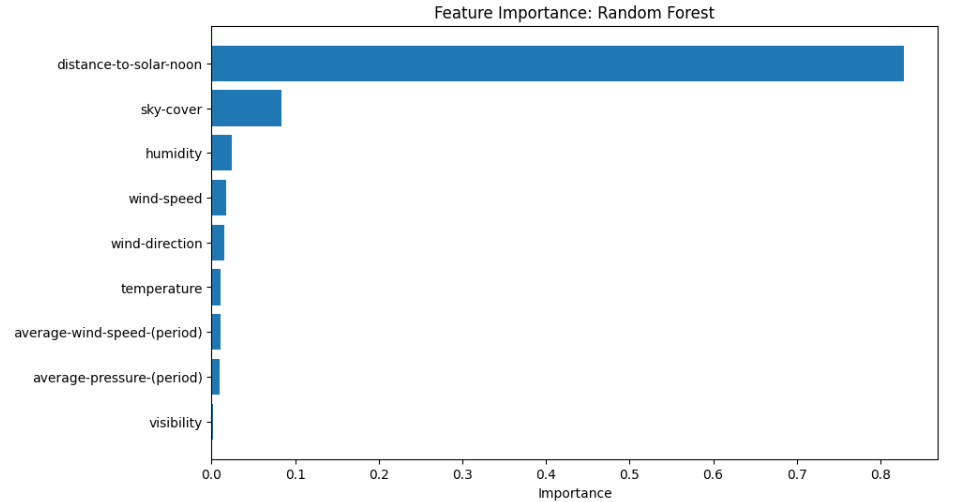 Feature Importance: Random Forest
distance-to-solar-noon
sky-cover
humidity
wind-speed
wind-direction
temperature
average-wind-speed-(period)
average-pressure-(period)
visibility
0.0 0.1 0.2 0.3 0.4 0.5 0.6 0.7 0.8
Importance